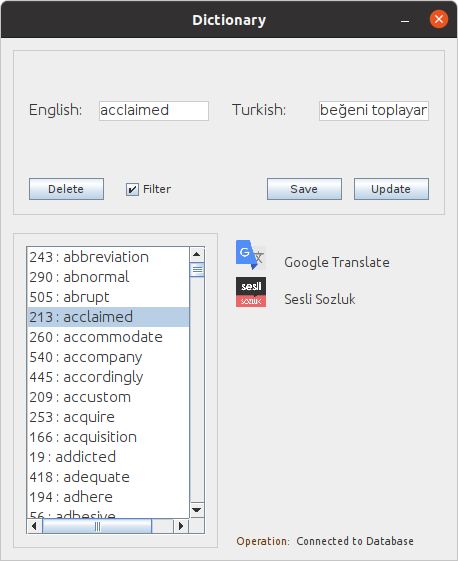 Dictionary
English: acclaimed Turkish: beğeni toplayar
Delete Filter Save Update
243 : abbreviation
290 : abnormal
505 : abrupt
213 : acclaimed
260 : accommodate
540 : accompany
445 : accordingly
209 : accustom
253 : acquire
166 : acquisition
19 : addicted
418 : adequate
194 : adhere
56 : adhesive
Google Translate
sesli
sözlük
Sesli Sozluk
Operation: Connected to Database